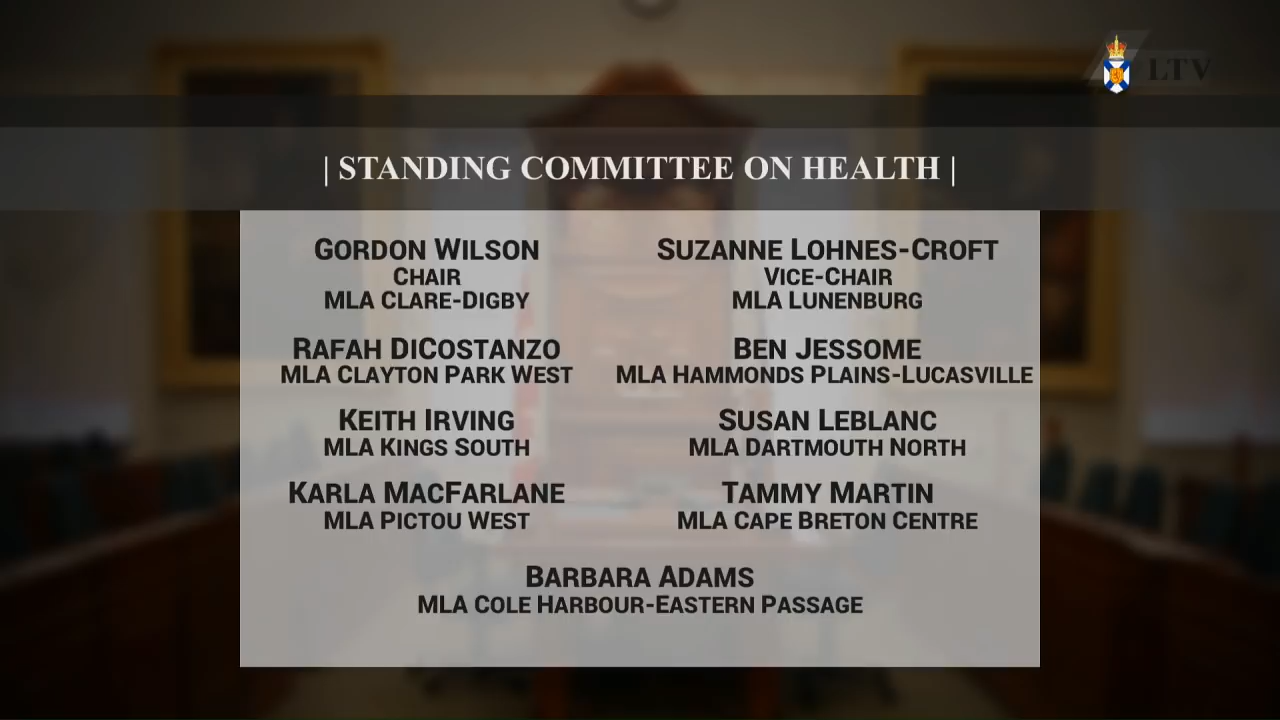 LTV
| STANDING COMMITTEE ON HEALTH |
GORDON WILSON
CHAIR
MLA CLARE-DIGBY
SUZANNE LOHNES-CROFT
VICE-CHAIR
MLA LUNENBURG
RAFAH DICOSTANZO
MLA CLAYTON PARK WEST
BEN JESSOME
MLA HAMMONDS PLAINS-LUCASVILLE
KEITH IRVING
MLA KINGS SOUTH
SUSAN LEBLANC
MLA DARTMOUTH NORTH
KARLA MACFARLANE
MLA PICTOU WEST
TAMMY MARTIN
MLA CAPE BRETON CENTRE
BARBARA ADAMS
MLA COLE HARBOUR-EASTERN PASSAGE